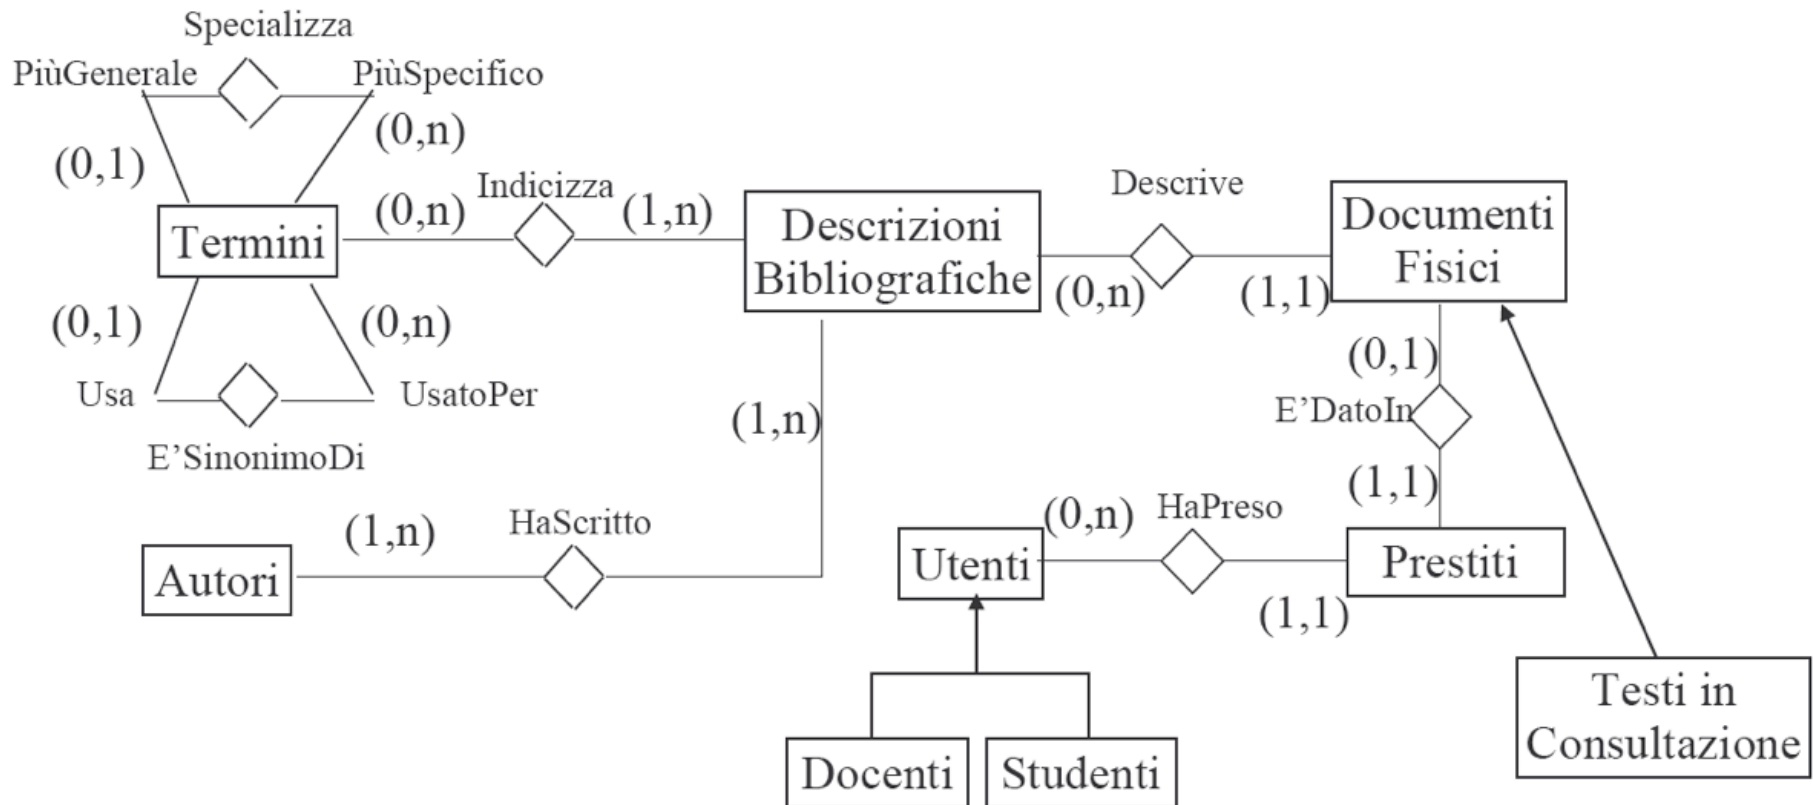 Specializza
PiùGenerale
PiùSpecifico
(0,1)
(0,n)
Termini
(0,n)
Indicizza
(1,n)
Descrizioni
Bibliografiche
Descrive
(0,n)
(1,1)
Documenti
Fisici
(0,1)
(0,n)
Usa
UsatoPer
E’SinonimoDi
(1,n)
(0,1)
E’DatoIn
(1,1)
Autori
(1,n)
HaScritto
Utenti
(0,n)
HaPreso
(1,1)
Prestiti
Docenti
Studenti
Testi in
Consultazione